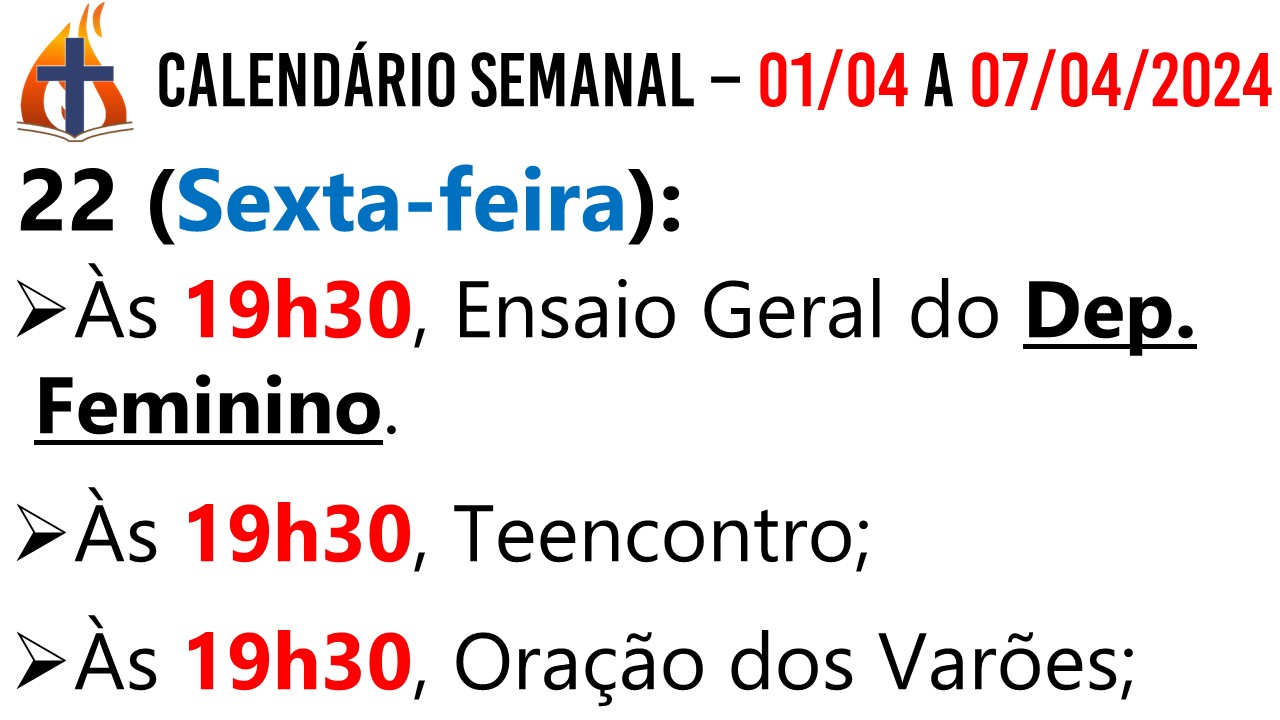 CALENDÁRIO SEMANAL – 01/04 A 07/04/2024
22 (Sexta-feira):
➢Às 19h30, Ensaio Geral do Dep.
Feminino.
➢Às 19h30, Teencontro;
➢Às 19h30, Oração dos Varões;